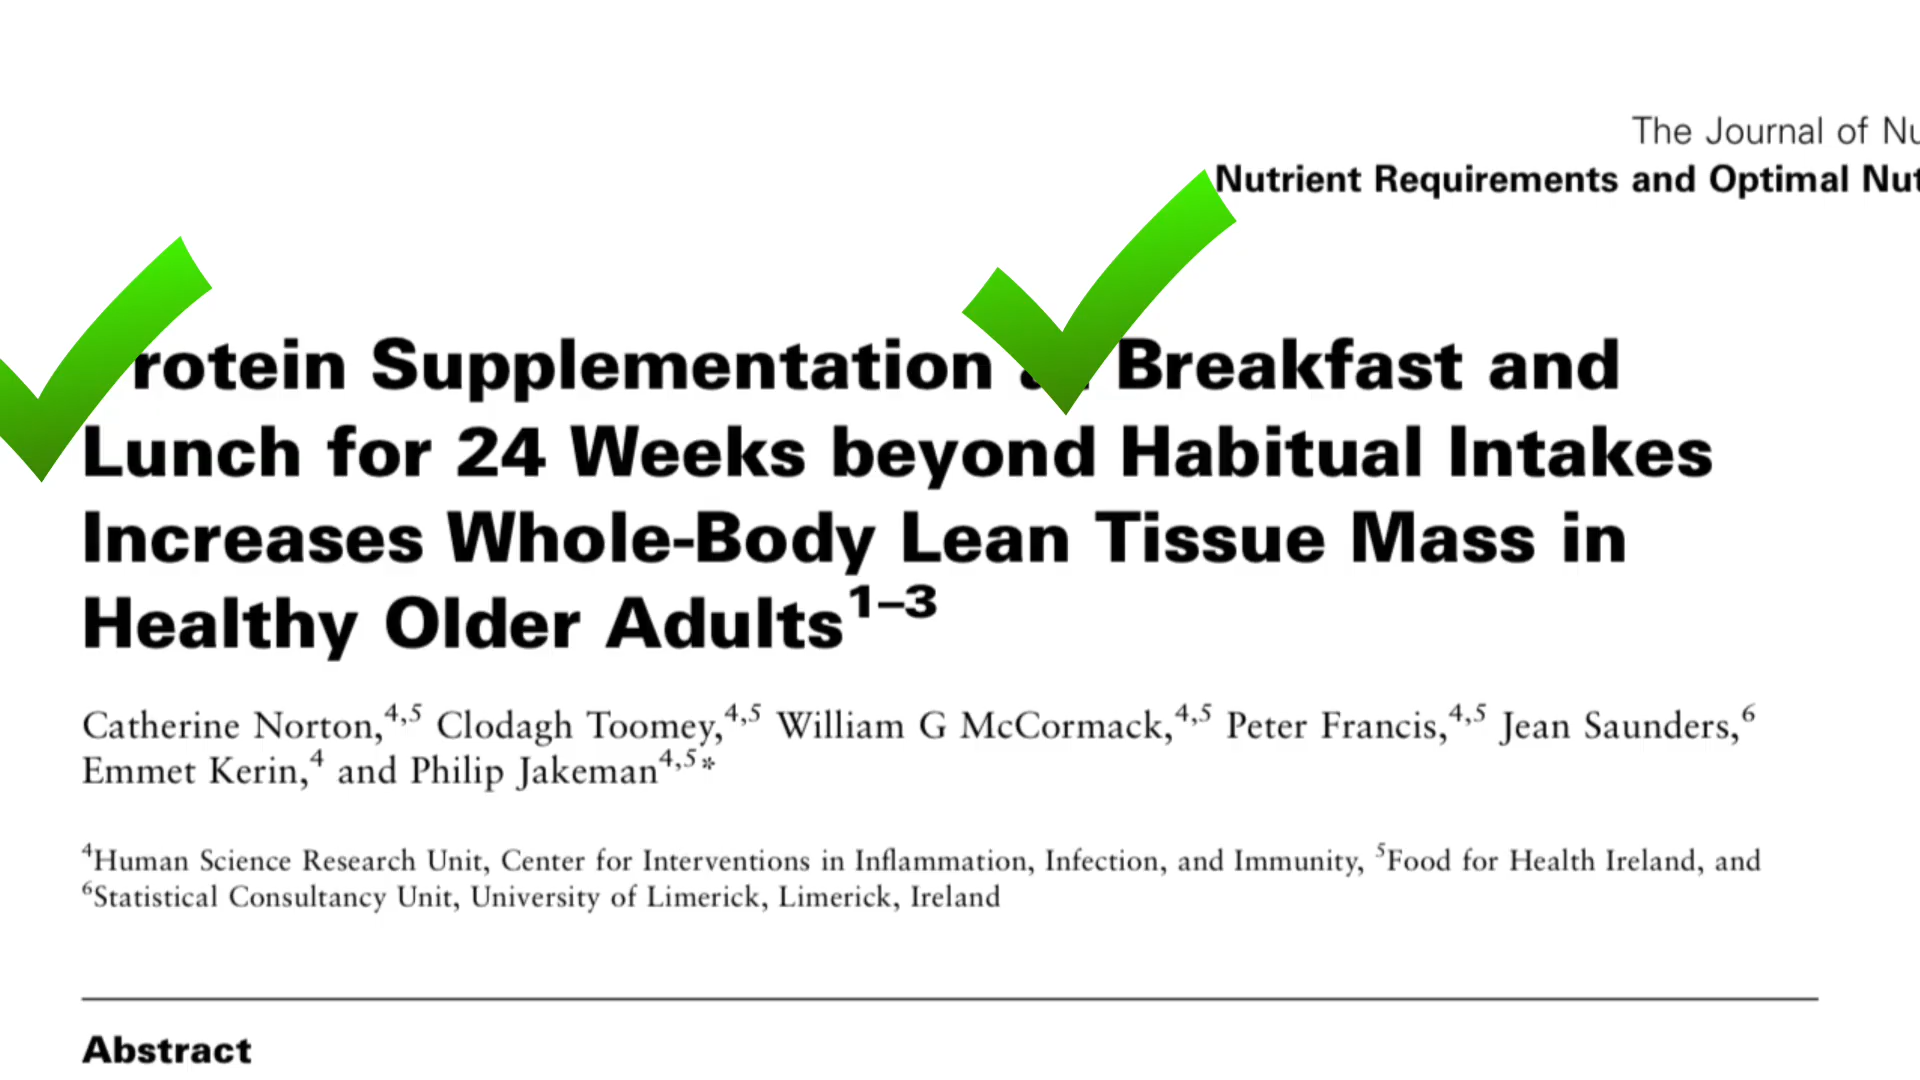 The Journal of Nu
Nutrient Requirements and Optimal Nut
rotein Supplementation Breakfast and
Lunch for 24 Weeks beyond Habitual Intakes
Increases Whole-Body Lean Tissue Mass in
Healthy Older Adults¹⁻³
Catherine Norton,⁴,⁵ Clodagh Toomey,⁴,⁵ William G McCormack,⁴,⁵ Peter Francis,⁴,⁵ Jean Saunders,⁶
Emmet Kerin,⁴ and Philip Jakeman⁴,⁵*
⁴Human Science Research Unit, Center for Interventions in Inflammation, Infection, and Immunity, ⁵Food for Health Ireland, and
⁶Statistical Consultancy Unit, University of Limerick, Limerick, Ireland
Abstract